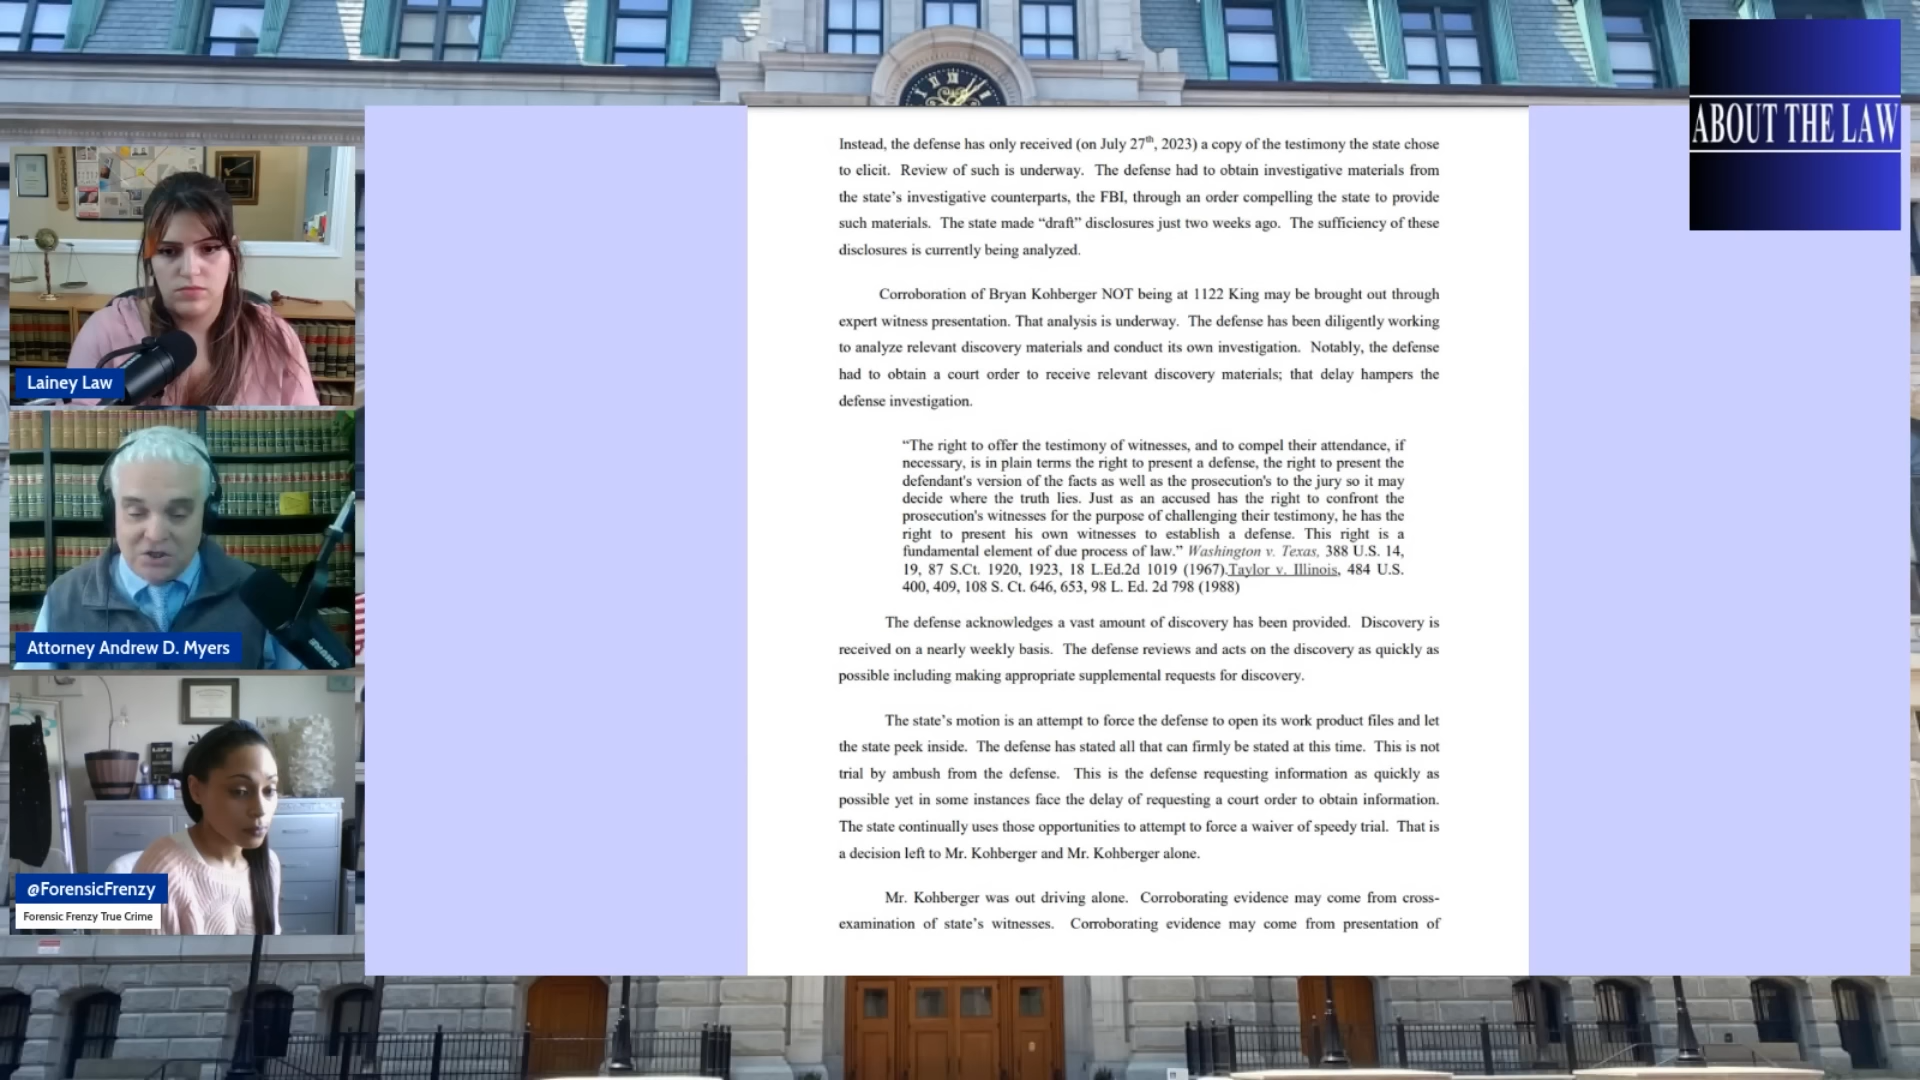 ABOUT THE LAW
Instead, the defense has only received (on July 27th, 2023) a copy of the testimony the state chose
to elicit. Review of such is underway. The defense had to obtain investigative materials from
the state's investigative counterparts, the FBI, through an order compelling the state to provide
such materials. The state made “draft” disclosures just two weeks ago. The sufficiency of these
disclosures is currently being analyzed.
Corroboration of Bryan Kohberger NOT being at 1122 King may be brought out through
expert witness presentation. That analysis is underway. The defense has been diligently working
to analyze relevant discovery materials and conduct its own investigation. Notably, the defense
had to obtain a court order to receive relevant discovery materials; that delay hampers the
defense investigation.
“The right to offer the testimony of witnesses, and to compel their attendance, if
necessary, is in plain terms the right to present a defense, the right to present the
defendant's version of the facts as well as the prosecution's to the jury so it may
decide where the truth lies. Just as an accused has the right to confront the
prosecution's witnesses for the purpose of challenging their testimony, he has the
right to present his own witnesses to establish a defense. This right is a
fundamental element of due process of law.” Washington v. Texas, 388 U.S. 14,
19, 87 S.Ct. 1920, 1923, 18 L.Ed.2d 1019 (1967).Taylor v. Illinois, 484 U.S.
400, 409, 108 S. Ct. 646, 653, 98 L. Ed. 2d 798 (1988)
The defense acknowledges a vast amount of discovery has been provided. Discovery is
received on a nearly weekly basis. The defense reviews and acts on the discovery as quickly as
possible including making appropriate supplemental requests for discovery.
The state's motion is an attempt to force the defense to open its work product files and let
the state peek inside. The defense has stated all that can firmly be stated at this time. This is not
trial by ambush from the defense. This is the defense requesting information as quickly as
possible yet in some instances face the delay of requesting a court order to obtain information.
The state continually uses those opportunities to attempt to force a waiver of speedy trial. That is
a decision left to Mr. Kohberger and Mr. Kohberger alone.
Mr. Kohberger was out driving alone. Corroborating evidence may come from cross-
examination of state's witnesses. Corroborating evidence may come from presentation of
Lainey Law
Attorney Andrew D. Myers
@ForensicFrenzy
Forensic Frenzy True Crime